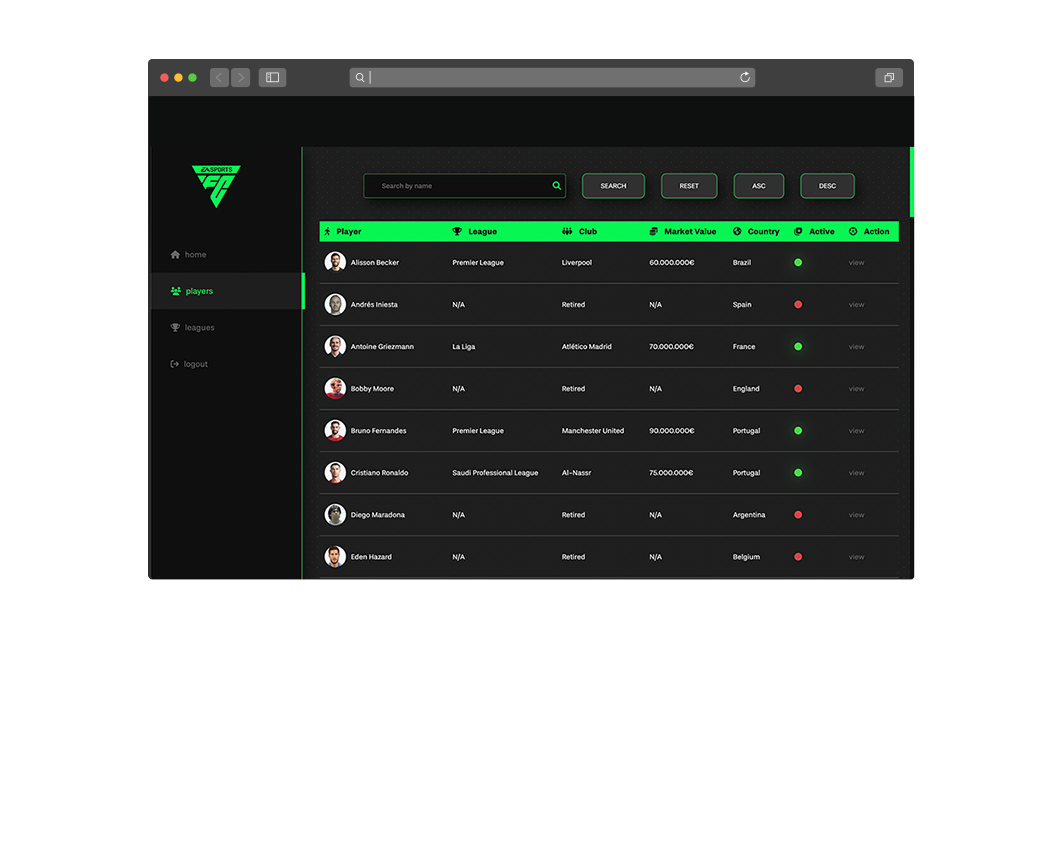 EA SPORTS
FC
Search by name SEARCH RESET ASC DESC
home
players
leagues
logout
Player League Club Market Value Country Active Action
Alisson Becker Premier League Liverpool 60.000.000€ Brazil view
Andrés Iniesta N/A Retired N/A Spain view
Antoine Griezmann La Liga Atlético Madrid 70.000.000€ France view
Bobby Moore N/A Retired N/A England view
Bruno Fernandes Premier League Manchester United 90.000.000€ Portugal view
Cristiano Ronaldo Saudi Professional League Al-Nassr 75.000.000€ Portugal view
Diego Maradona N/A Retired N/A Argentina view
Eden Hazard N/A Retired N/A Belgium view